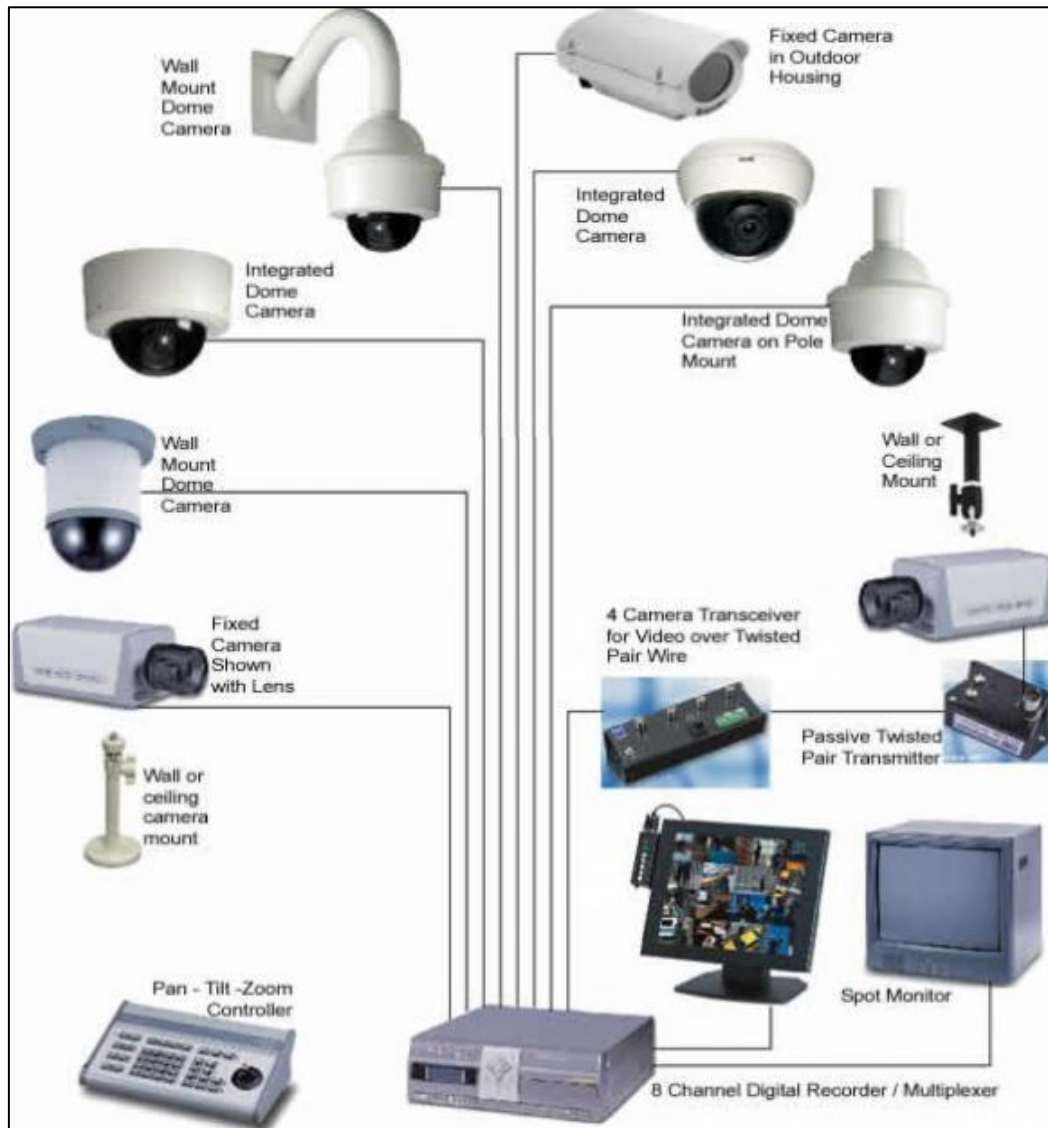 Wall
Mount
Dome
Camera
Fixed Camera
in Outdoor
Housing
Integrated
Dome
Camera
Integrated
Dome
Camera
Integrated Dome
Camera on Pole
Mount
Wall
Mount
Dome
Camera
Wall or
Ceiling
Mount
Fixed
Camera
Shown
with Lens
4 Camera Transceiver
for Video over Twisted
Pair Wire
Passive Twisted
Pair Transmitter
Wall or
ceiling
camera
mount
Spot Monitor
Pan - Tilt -Zoom
Controller
8 Channel Digital Recorder / Multiplexer